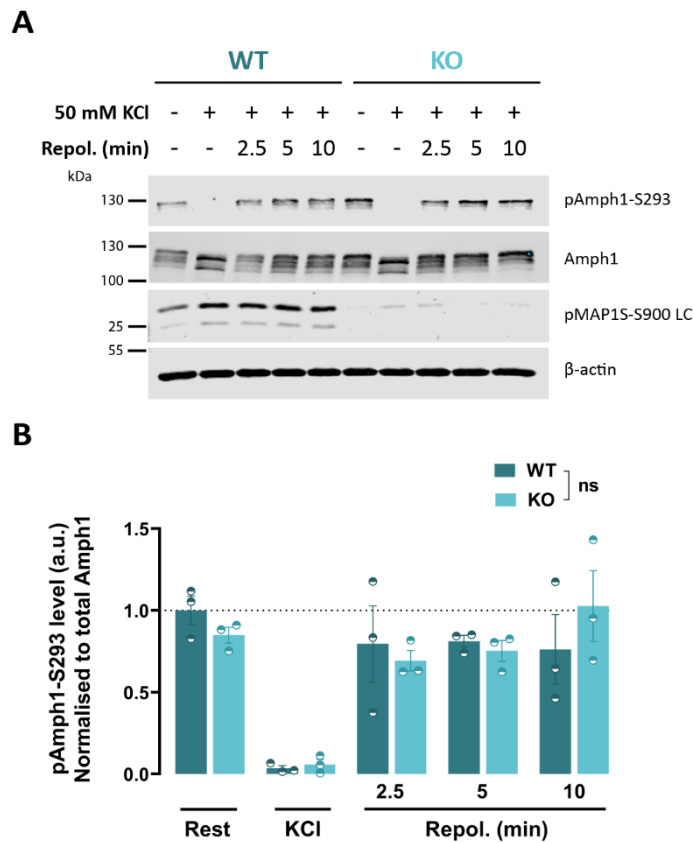 A
WT KO
50 mM KCl - + + + + - + + + +
Repol. (min) - - 2.5 5 10 - - 2.5 5 10
kDa
130 pAmph1-S293
130 Amph1
100
pMAP1S-S900 LC
25
55
β-actin
B
WT
KO
ns
pAmph1-S293 level (a.u.)
Normalised to total Amph1
1.5
1.0
0.5
0.0
2.5 5 10
Rest KCl Repol. (min)